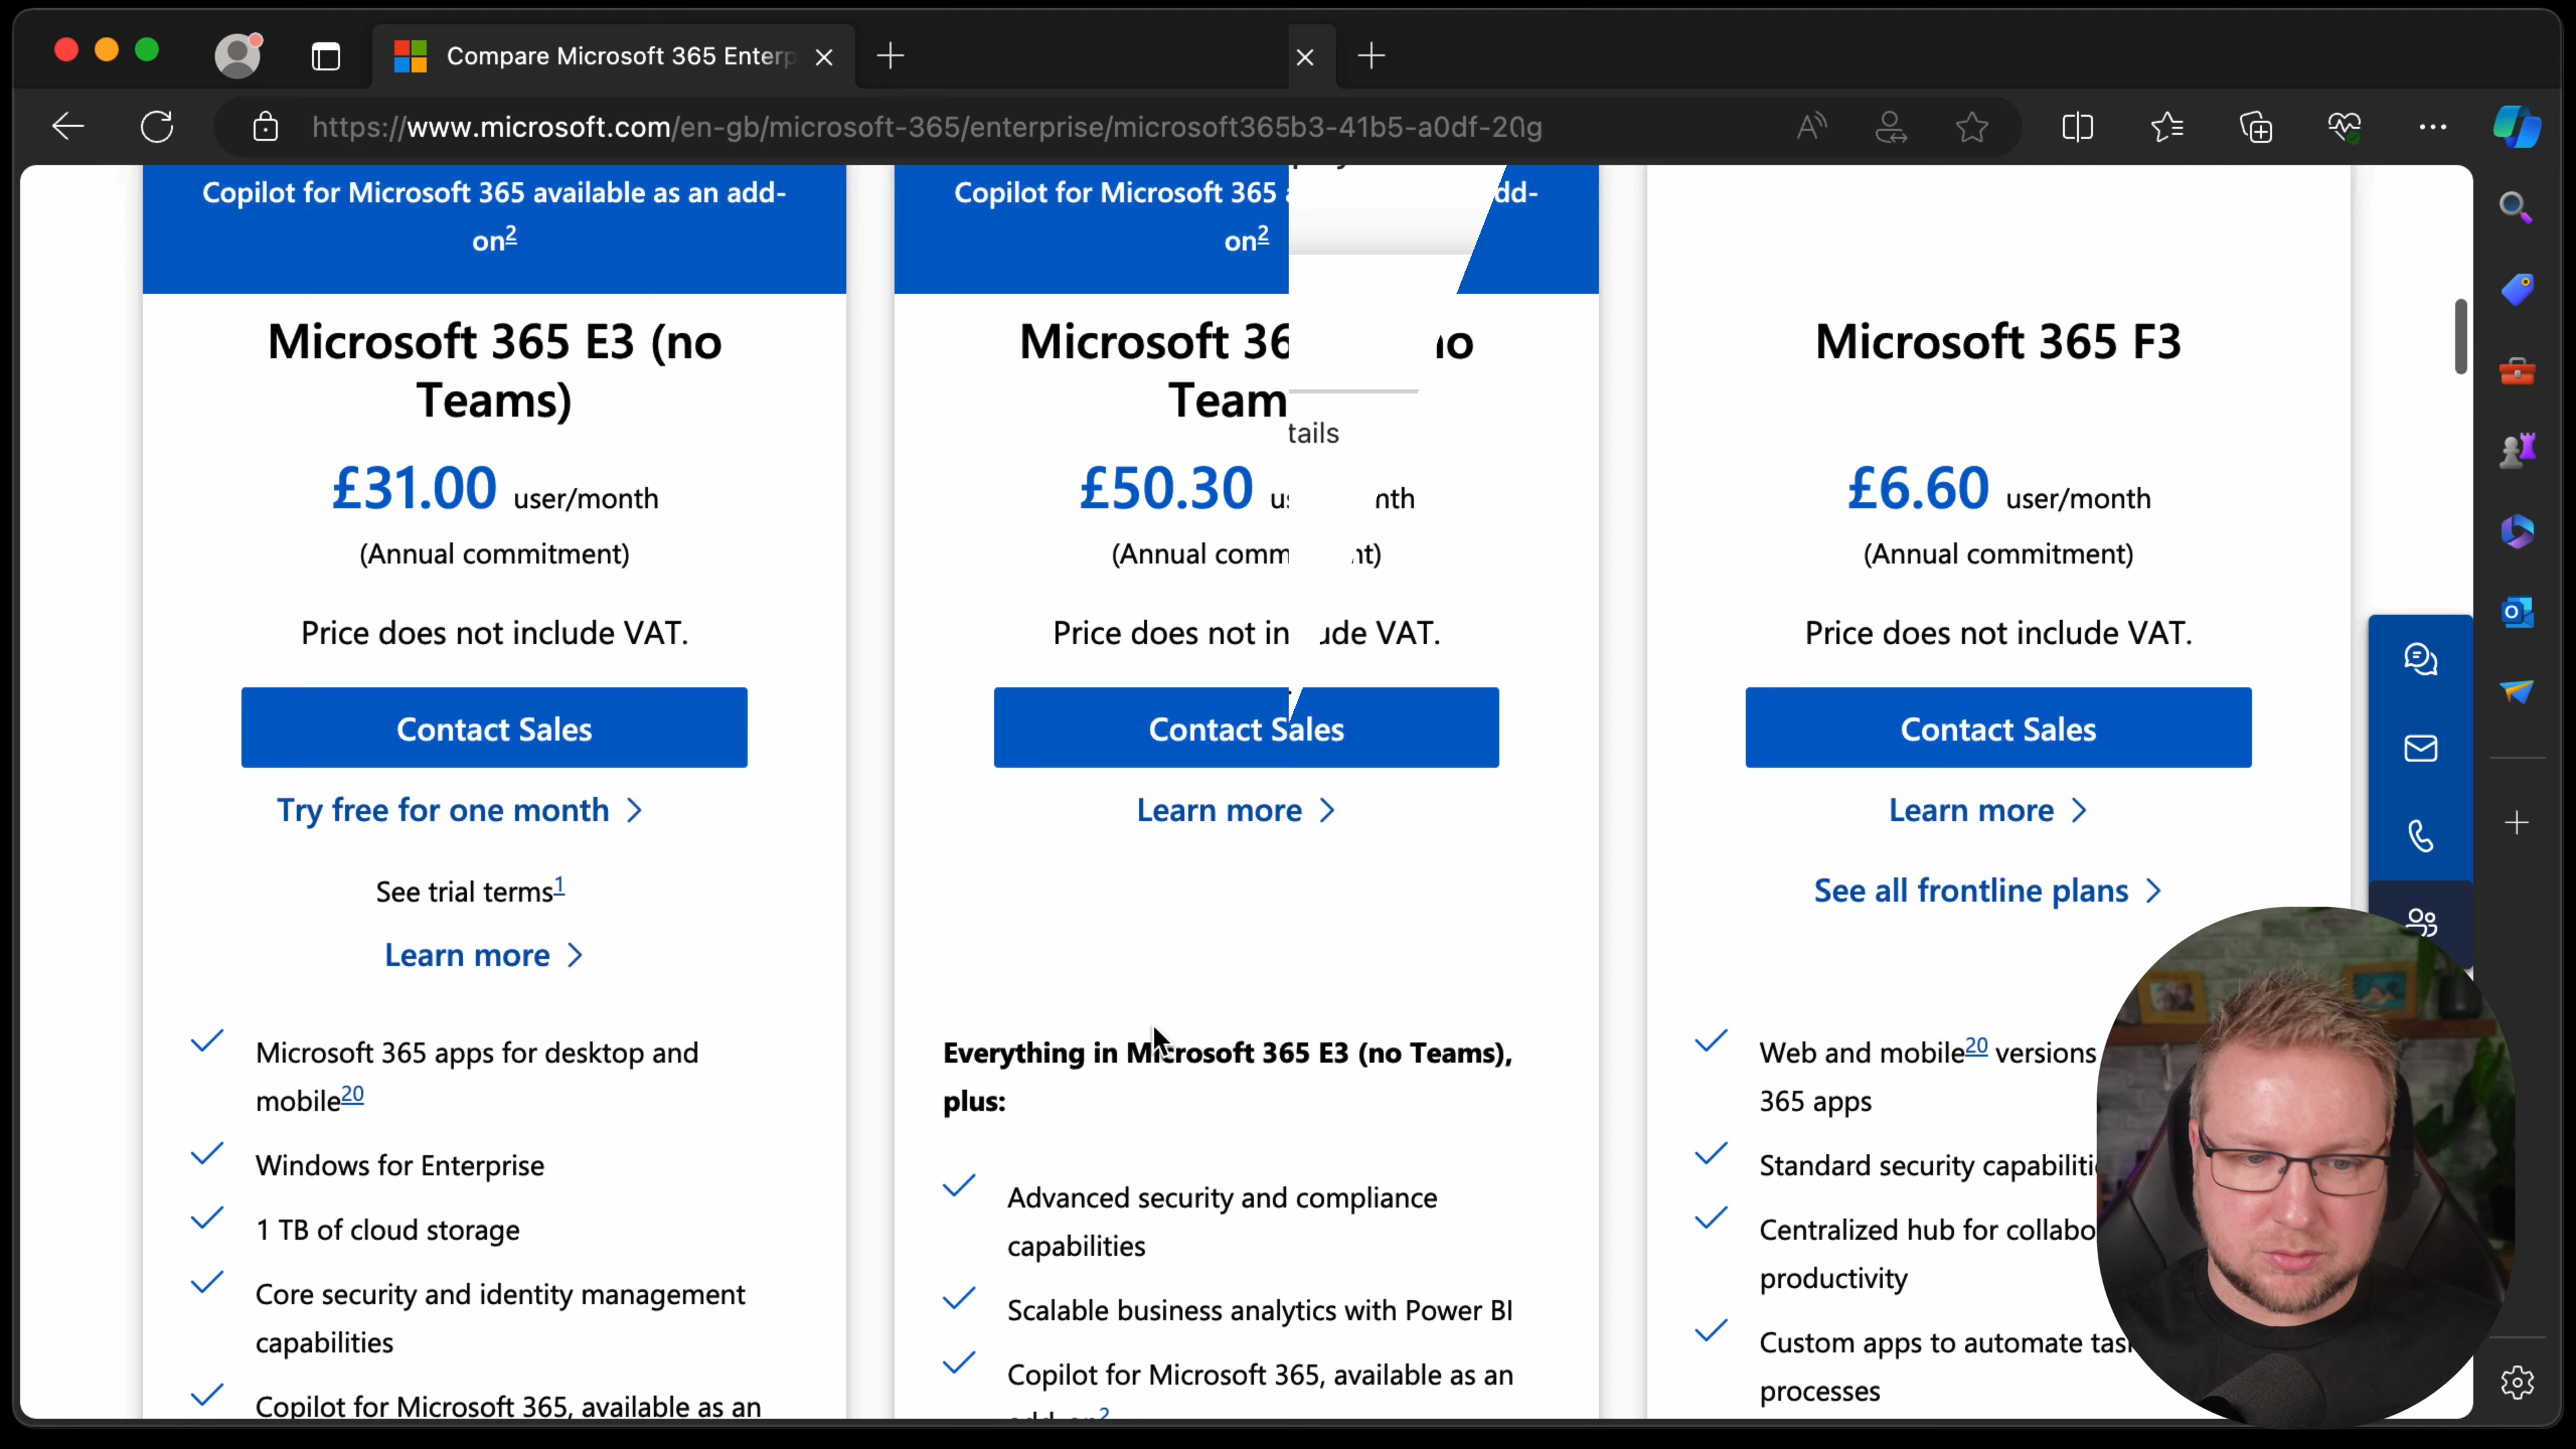 Compare Microsoft 365 Enterp
https://www.microsoft.com/en-gb/microsoft-365/enterprise/microsoft365b3-41b5-a0df-20
Copilot for Microsoft 365 available as an add-
on2
Microsoft 365 E3 (no
Teams)
£31.00 user/month
(Annual commitment)
Price does not include VAT.
Contact Sales
Try free for one month
See trial terms1
Learn more
Microsoft 365 apps for desktop and
mobile20
Windows for Enterprise
1 TB of cloud storage
Core security and identity management
capabilities
Copilot for Microsoft 365, available as an
Copilot for Microsoft 365 dd-
on2
Microsoft 36 no
Team
tails
£50.30 us nth
(Annual comm nt)
Price does not in ude VAT.
Contact Sales
Learn more
Everything in Microsoft 365 E3 (no Teams),
plus:
Advanced security and compliance
capabilities
Scalable business analytics with Power BI
Copilot for Microsoft 365, available as an
add-on2
Microsoft 365 F3
£6.60 user/month
(Annual commitment)
Price does not include VAT.
Contact Sales
Learn more
See all frontline plans
Web and mobile20 versions
365 apps
Standard security capabiliti
Centralized hub for collabo
productivity
Custom apps to automate tas
processes